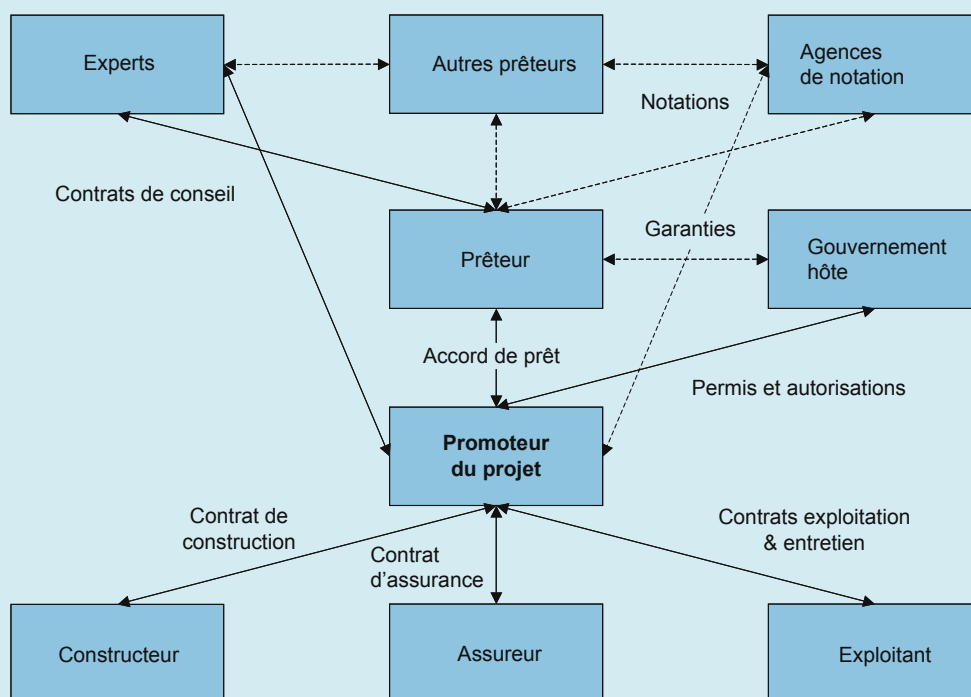 Experts
Autres prêteurs
Agences
de notation
Notations
Contrats de conseil
Prêteur
Garanties
Gouvernement
hôte
Accord de prêt
Permis et autorisations
Promoteur
du projet
Contrat de
construction
Contrat
d'assurance
Contrats exploitation
& entretien
Constructeur
Assureur
Exploitant